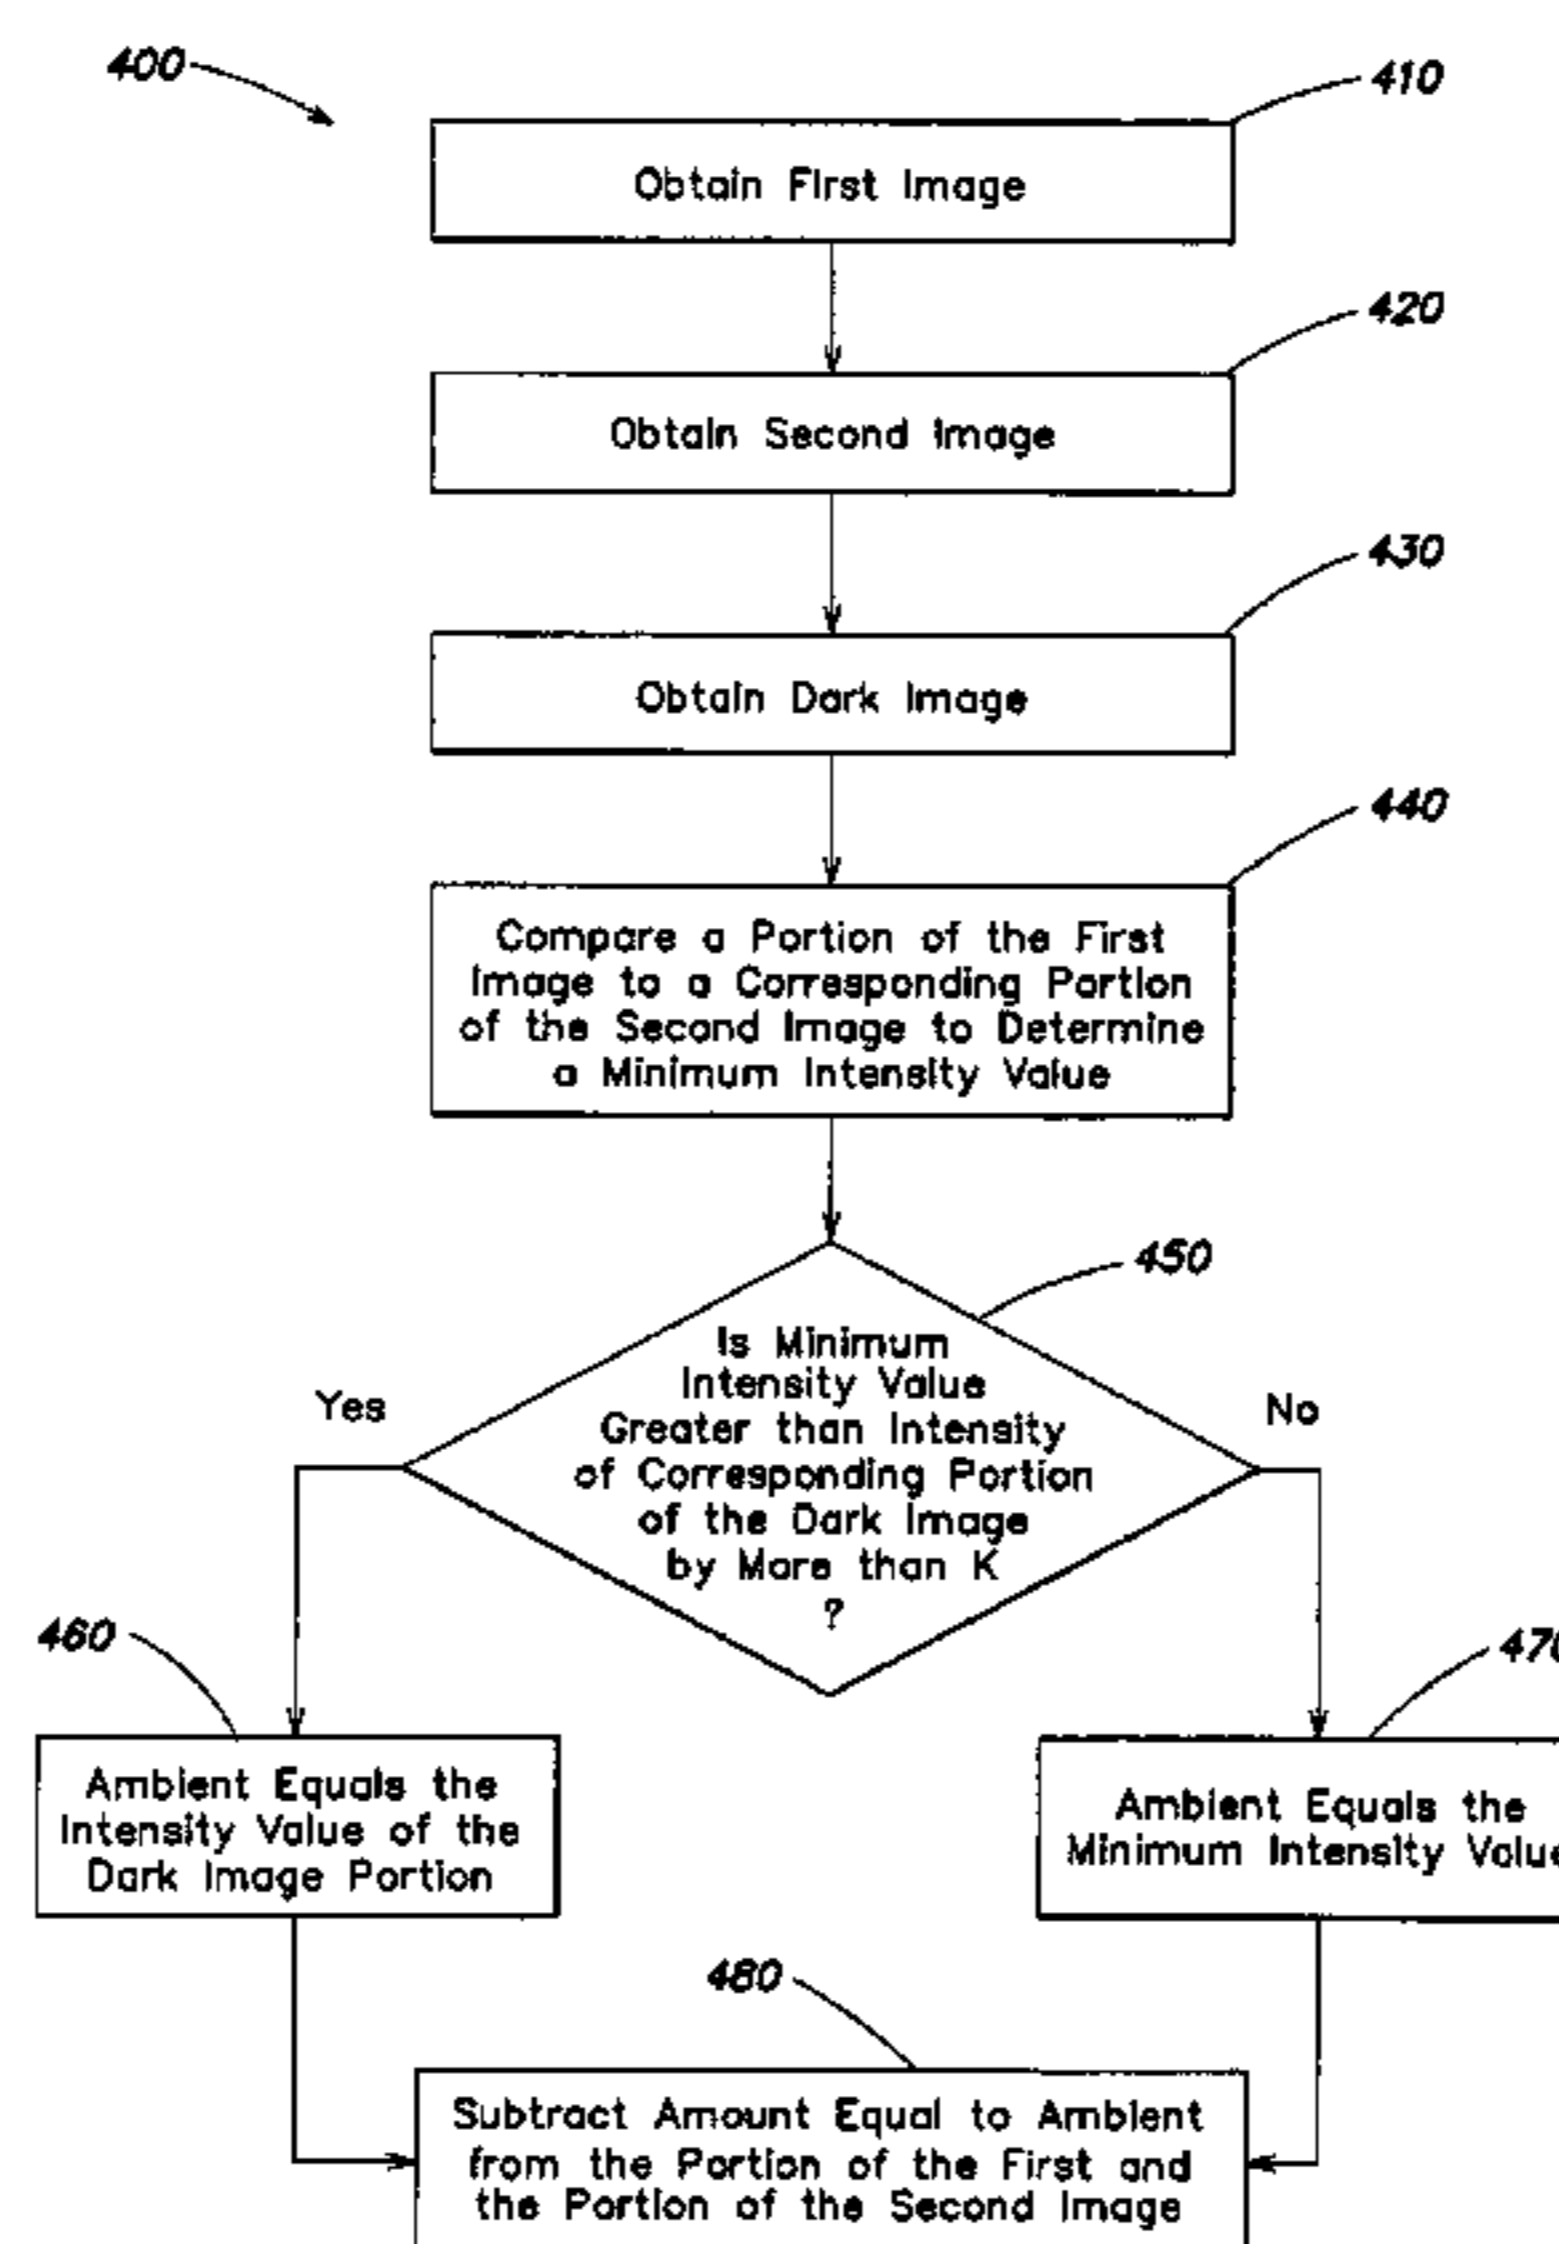 400
410
Obtain First Image
420
Obtain Second Image
430
Obtain Dark Image
440
Compare a Portion of the First
Image to a Corresponding Portion
of the Second Image to Determine
a Minimum Intensity Value
450
Is Minimum
Intensity Value
Greater than Intensity
of Corresponding Portion
of the Dark Image
by More than K
?
Yes
No
460
Ambient Equals the
Intensity Value of the
Dark Image Portion
470
Ambient Equals the
Minimum Intensity Value
480
Subtract Amount Equal to Ambient
from the Portion of the First and
the Portion of the Second Image